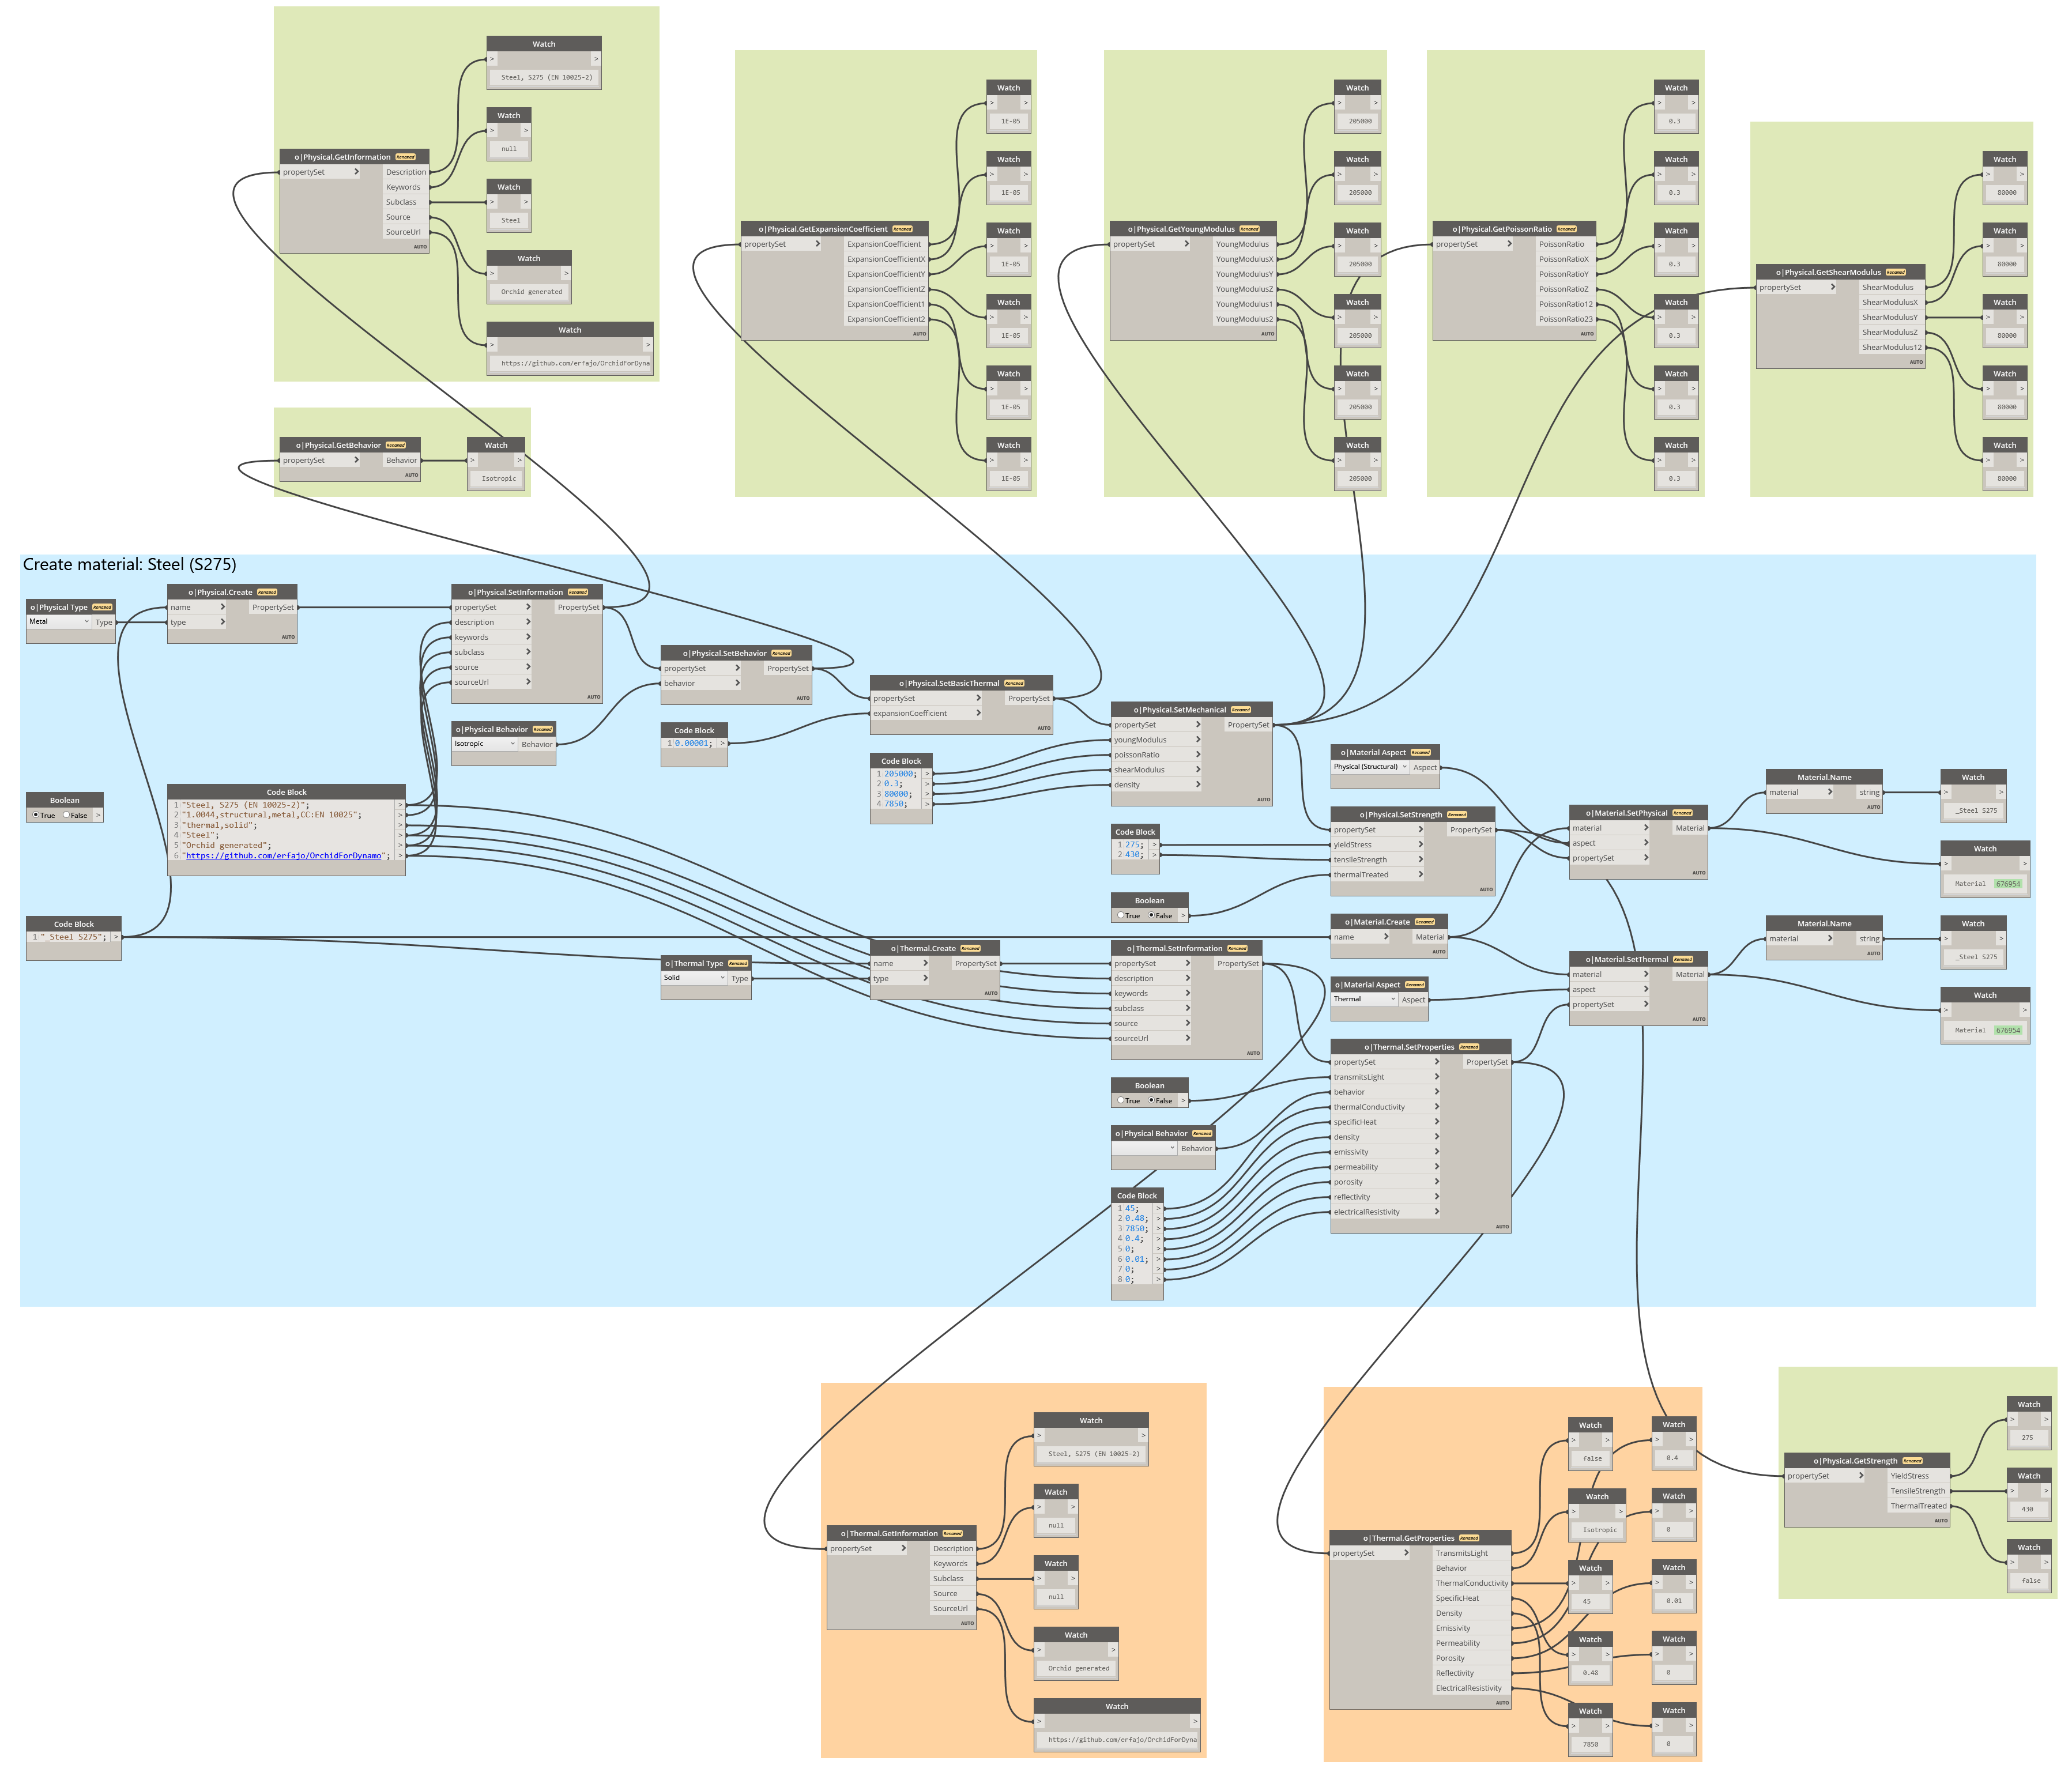 Watch
>
>
Steel, S275 (EN 10025-2)
Watch
>
>
null
o|Physical.GetInformation Renamed
propertySet
Description
Keywords
Subclass
Source
SourceUrl
AUTO
Watch
>
>
Steel
Watch
>
>
Orchid generated
Watch
>
>
https://github.com/erfajo/OrchidForDyna
o|Physical.GetBehavior Renamed
propertySet
Behavior
AUTO
Watch
>
>
Isotropic
o|Physical.GetExpansionCoefficient Renamed
propertySet
ExpansionCoefficient
ExpansionCoefficientX
ExpansionCoefficientY
ExpansionCoefficientZ
ExpansionCoefficient1
ExpansionCoefficient2
AUTO
Watch
>
>
1E-05
Watch
>
>
1E-05
Watch
>
>
1E-05
Watch
>
>
1E-05
Watch
>
>
1E-05
Watch
>
>
1E-05
o|Physical.GetYoungModulus Renamed
propertySet
YoungModulus
YoungModulusX
YoungModulusY
YoungModulusZ
YoungModulus1
YoungModulus2
AUTO
Watch
>
>
205000
Watch
>
>
205000
Watch
>
>
205000
Watch
>
>
205000
Watch
>
>
205000
Watch
>
>
205000
o|Physical.GetPoissonRatio Renamed
propertySet
PoissonRatio
PoissonRatioX
PoissonRatioY
PoissonRatioZ
PoissonRatio12
PoissonRatio23
AUTO
Watch
>
>
0.3
Watch
>
>
0.3
Watch
>
>
0.3
Watch
>
>
0.3
Watch
>
>
0.3
Watch
>
>
0.3
o|Physical.GetShearModulus Renamed
propertySet
ShearModulus
ShearModulusX
ShearModulusY
ShearModulusZ
ShearModulus12
AUTO
Watch
>
>
80000
Watch
>
>
80000
Watch
>
>
80000
Watch
>
>
80000
Watch
>
>
80000
Create material: Steel (S275)
o|Physical Type Renamed
Metal
Type
o|Physical.Create Renamed
name
type
PropertySet
AUTO
o|Physical.SetInformation Renamed
propertySet
description
keywords
subclass
source
sourceUrl
PropertySet
AUTO
o|Physical Behavior Renamed
Isotropic
Behavior
o|Physical.SetBehavior Renamed
propertySet
behavior
PropertySet
AUTO
Code Block
1 0.00001; >
o|Physical.SetBasicThermal Renamed
propertySet
expansionCoefficient
PropertySet
AUTO
Code Block
1 205000; >
2 0.3; >
3 80000; >
4 7850; >
o|Physical.SetMechanical Renamed
propertySet
youngModulus
poissonRatio
shearModulus
density
PropertySet
AUTO
Boolean
True False >
Code Block
1 "Steel, S275 (EN 10025-2)"; >
2 "1.0044,structural,metal,CC:EN 10025"; >
3 "thermal,solid"; >
4 "Steel"; >
5 "Orchid generated"; >
6 "https://github.com/erfajo/OrchidForDynamo"; >
Code Block
1 "_Steel S275"; >
Code Block
1 275; >
2 430; >
Boolean
True False >
o|Material Aspect Renamed
Physical (Structural)
Aspect
o|Physical.SetStrength Renamed
propertySet
yieldStress
tensileStrength
thermalTreated
PropertySet
AUTO
o|Material.Create Renamed
name
Material
AUTO
o|Material.SetPhysical Renamed
material
aspect
propertySet
Material
AUTO
Material.Name
material
string
AUTO
Watch
>
>
_Steel S275
Watch
>
>
Material 676954
o|Thermal Type Renamed
Solid
Type
o|Thermal.Create Renamed
name
type
PropertySet
AUTO
o|Thermal.SetInformation Renamed
propertySet
description
keywords
subclass
source
sourceUrl
PropertySet
AUTO
o|Material Aspect Renamed
Thermal
Aspect
o|Material.SetThermal Renamed
material
aspect
propertySet
Material
AUTO
Material.Name
material
string
AUTO
Watch
>
>
_Steel S275
Watch
>
>
Material 676954
Boolean
True False >
o|Physical Behavior Renamed
Behavior
Code Block
1 45; >
2 0.48; >
3 7850; >
4 0.4; >
5 0; >
6 0.01; >
7 0; >
8 0; >
o|Thermal.SetProperties Renamed
propertySet
transmitsLight
behavior
thermalConductivity
specificHeat
density
emissivity
permeability
porosity
reflectivity
electricalResistivity
PropertySet
AUTO
o|Thermal.GetInformation Renamed
propertySet
Description
Keywords
Subclass
Source
SourceUrl
AUTO
Watch
>
>
Steel, S275 (EN 10025-2)
Watch
>
>
null
Watch
>
>
null
Watch
>
>
Orchid generated
Watch
>
>
https://github.com/erfajo/OrchidForDyna
o|Thermal.GetProperties Renamed
propertySet
TransmitsLight
Behavior
ThermalConductivity
SpecificHeat
Density
Emissivity
Permeability
Porosity
Reflectivity
ElectricalResistivity
AUTO
Watch
>
>
false
Watch
>
>
Isotropic
Watch
>
>
45
Watch
>
>
0.48
Watch
>
>
7850
Watch
>
>
0.4
Watch
>
>
0
Watch
>
>
0.01
Watch
>
>
0
Watch
>
>
0
o|Physical.GetStrength Renamed
propertySet
YieldStress
TensileStrength
ThermalTreated
AUTO
Watch
>
>
275
Watch
>
>
430
Watch
>
>
false